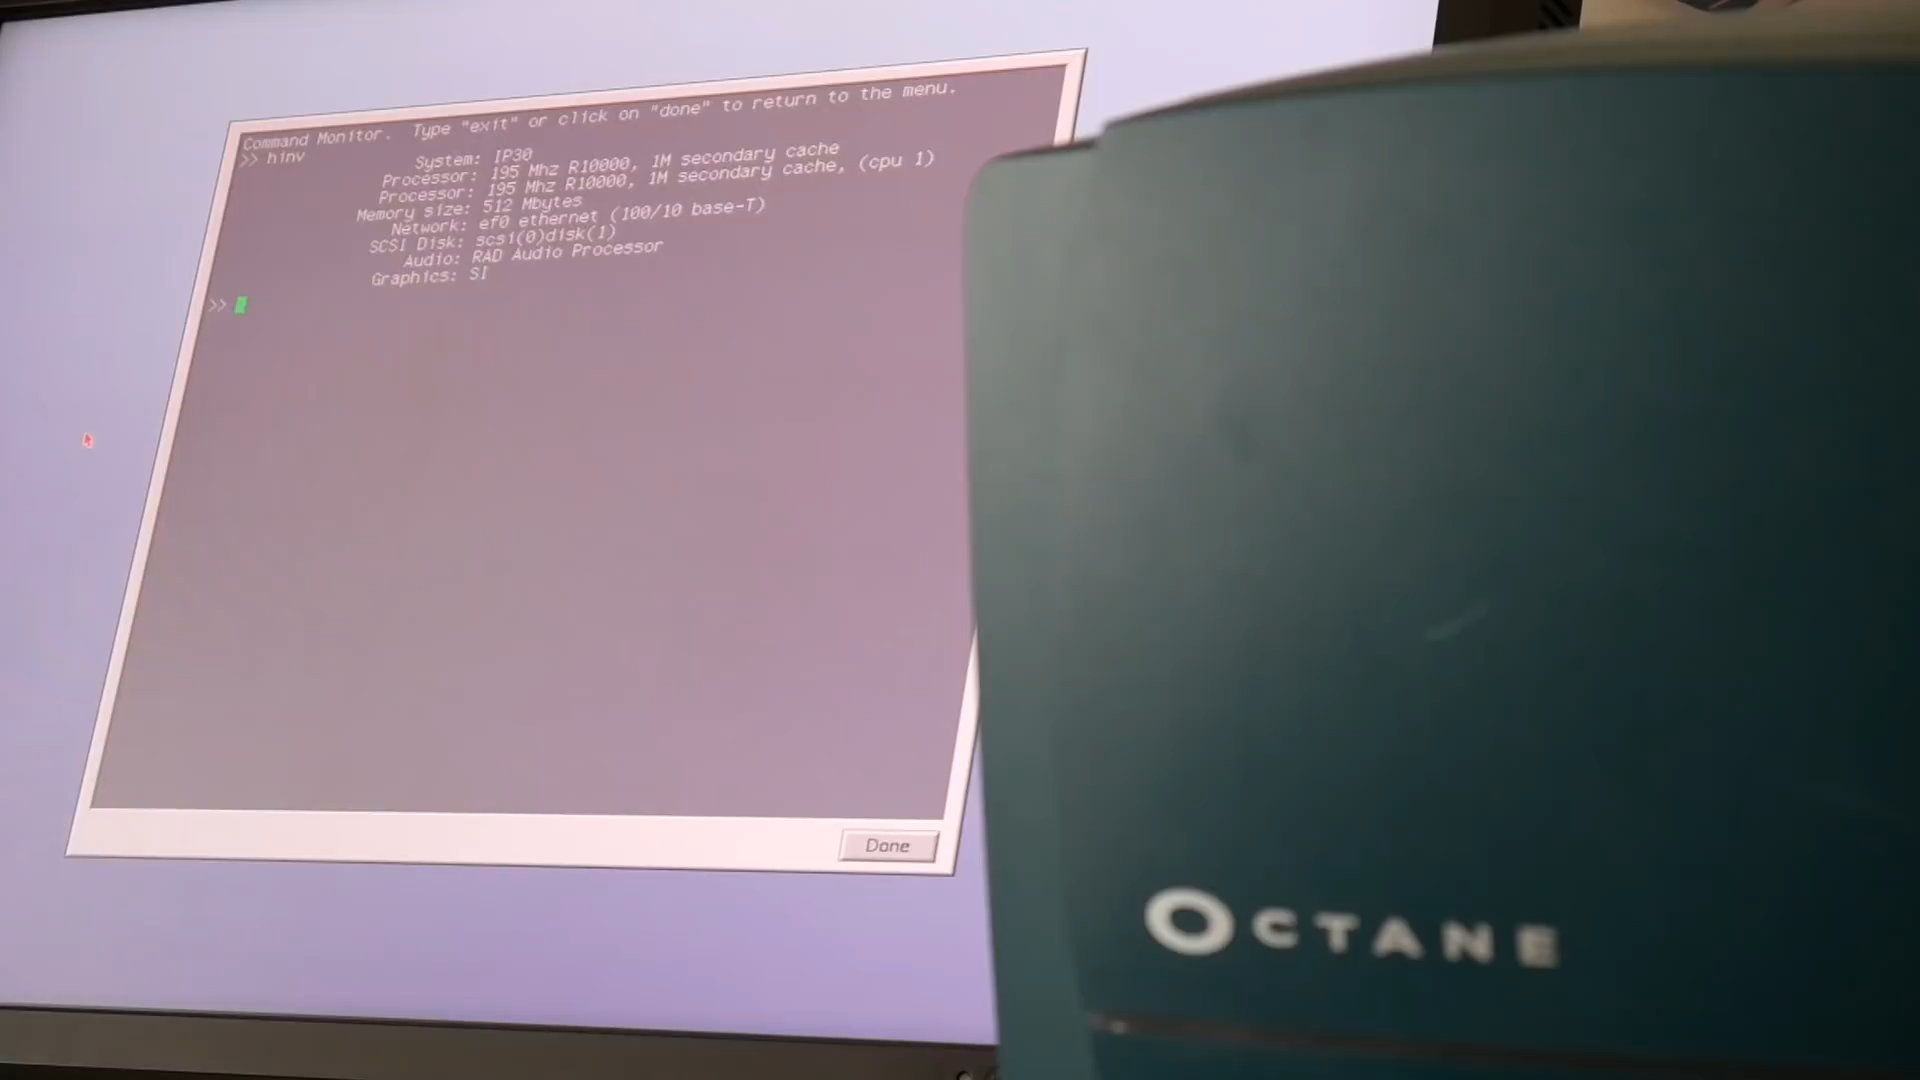 Command Monitor. Type "exit" or click on "done" to return to the menu.
>> hinv
System: IP30
Processor: 195 Mhz R10000, 1M secondary cache
Processor: 195 Mhz R10000, 1M secondary cache, (cpu 1)
Memory size: 512 Mbytes
Network: ef0 ethernet (100/10 base-T)
SCSI Disk: scsi(0)disk(1)
Audio: RAD Audio Processor
Graphics: SI
>>
Done
OCTANE